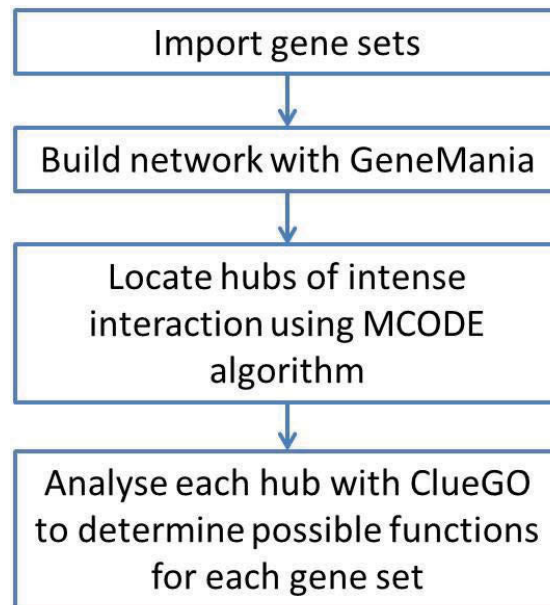 Import gene sets
Build network with GeneMania
Locate hubs of intense
interaction using MCODE
algorithm
Analyse each hub with ClueGO
to determine possible functions
for each gene set